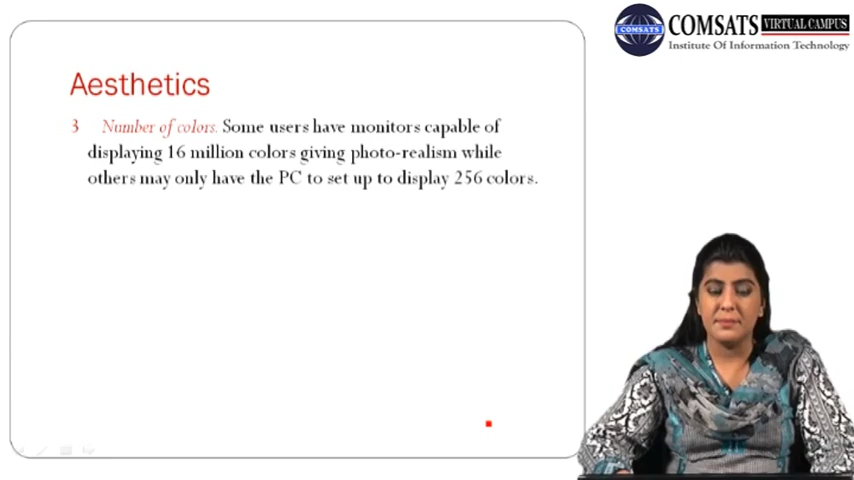 COMSATS VIRTUAL CAMPUS
COMSATS
Institute Of Information Technology
Aesthetics
3 Number of colors. Some users have monitors capable of
displaying 16 million colors giving photo-realism while
others may only have the PC to set up to display 256 colors.